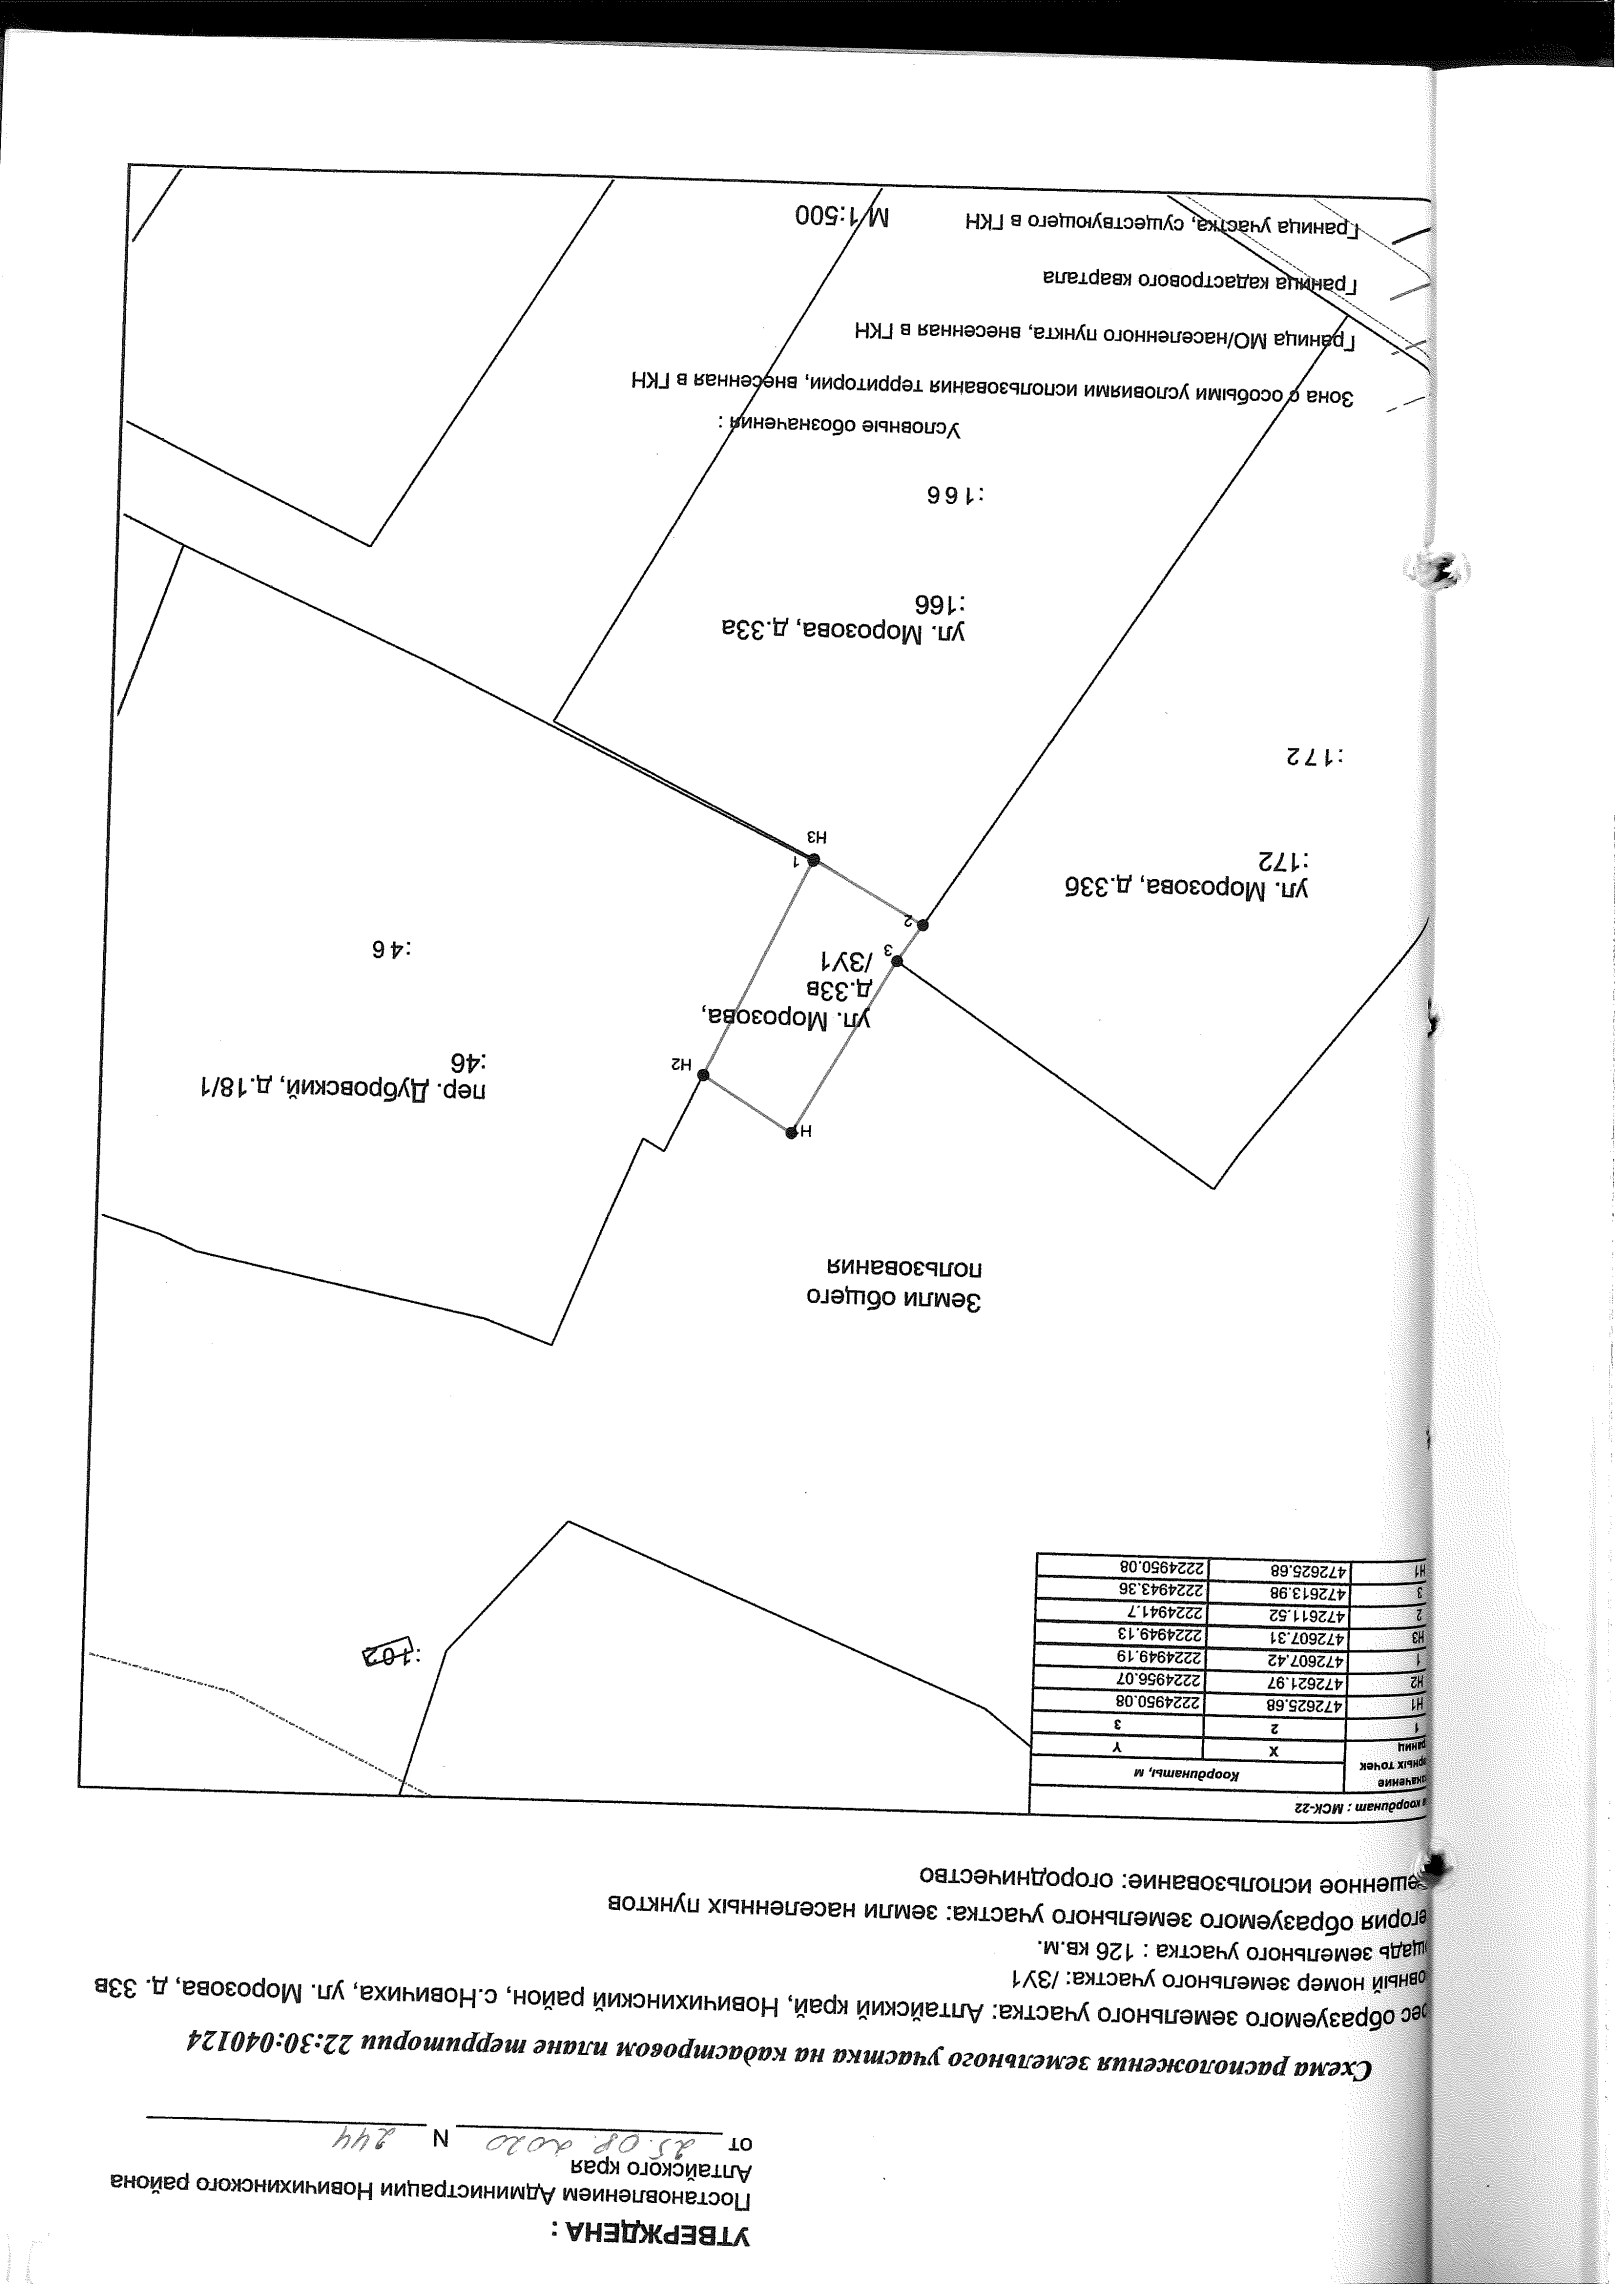 УТВЕРЖДЕНА :
Постановлением Администрации Новичихинского района
Алтайского края
от 25.08.2020 N 244
Схема расположения земельного участка на кадастровом плане территории 22:30:040124
рес образуемого земельного участка: Алтайский край, Новичихинский район, с.Новичиха, ул. Морозова, д. 33в
овный номер земельного участка: /ЗУ1
щадь земельного участка : 126 кв.м.
егория образуемого земельного участка: земли населенных пунктов
ешенное использование: огородничество
а координат : МСК-22
значение
рных точек
раниц
Координаты, м
X Y
1 2 3
Н1 472625.68 2224950.08
Н2 472621.97 2224956.07
1 472607.42 2224949.19
Н3 472607.31 2224949.13
2 472611.52 2224941.7
3 472613.98 2224943.36
Н1 472625.68 2224950.08
:102
Земли общего
пользования
Н
Н2
пер. Дубровский, д.18/1
:46
:46
ул. Морозова,
д.33в
/ЗУ1
3
2
1
Н3
ул. Морозова, д.33б
:172
:172
ул. Морозова, д.33а
:166
:166
Условные обозначения :
Зона с особыми условиями использования территории, внесенная в ГКН
Граница МО/населенного пункта, внесенная в ГКН
Граница кадастрового квартала
Граница участка, существующего в ГКН
М 1:500